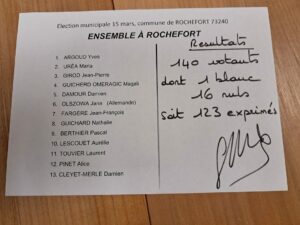 Election municipale 15 mars, commune de ROCHEFORT 73240
ENSEMBLE À ROCHEFORT
1. ARGOUD Yves
2. URÉA Maria
3. GIROD Jean-Pierre
4. GUICHERD OMERAGIC Magali
5. DAMOUR Damien
6. OLSZOWA Jana (Allemande)
7. FARGÈRE Jean-François
8. GUICHARD Nathalie
9. BERTHIER Pascal
10. LESCOUET Aurélie
11. TOUVIER Laurent
12. PINET Alice
13. CLEYET-MERLE Damien
Resultats
140 votants
dont 1 blanc
16 nuls
soit 123 exprimés